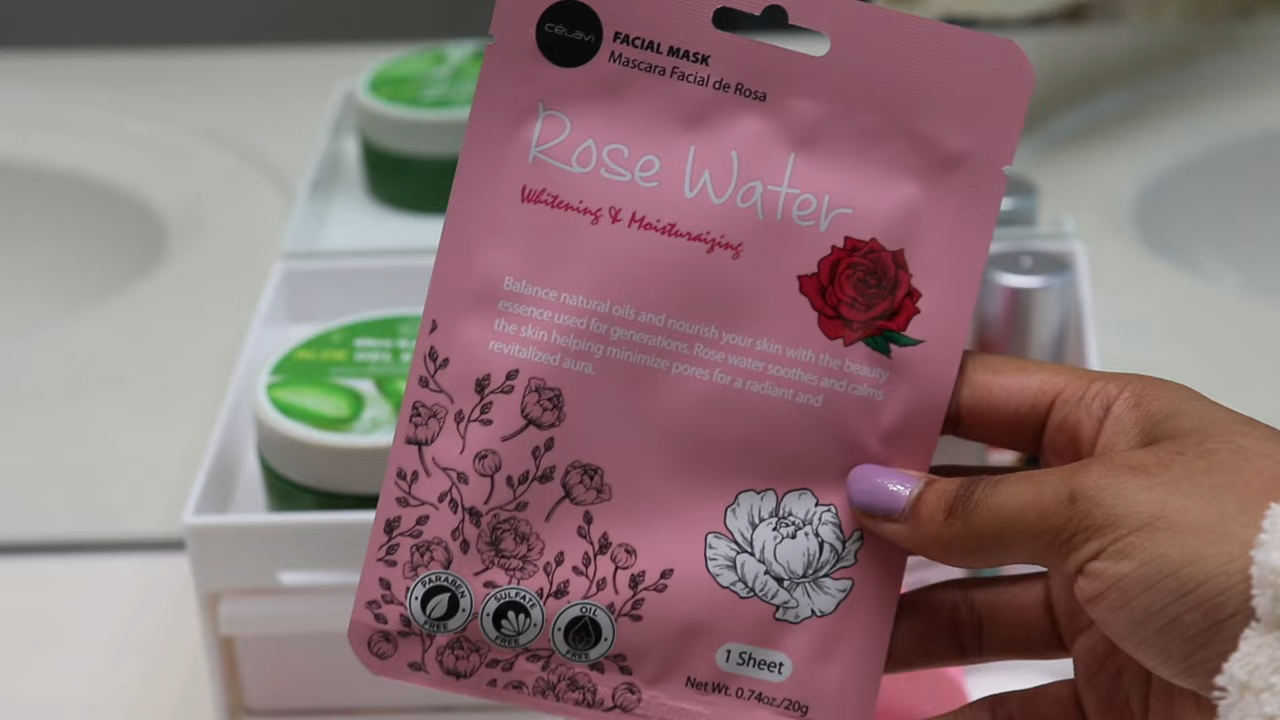 CÉLAVI
FACIAL MASK
Mascara Facial de Rosa
Rose Water
Whitening & Moisturaizing
Balance natural oils and nourish your skin with the beauty
essence used for generations. Rose water soothes and calms
the skin helping minimize pores for a radiant and
revitalized aura.
PARABEN
FREE
SULFATE
FREE
OIL
FREE
1 Sheet
Net Wt. 0.74oz./20g